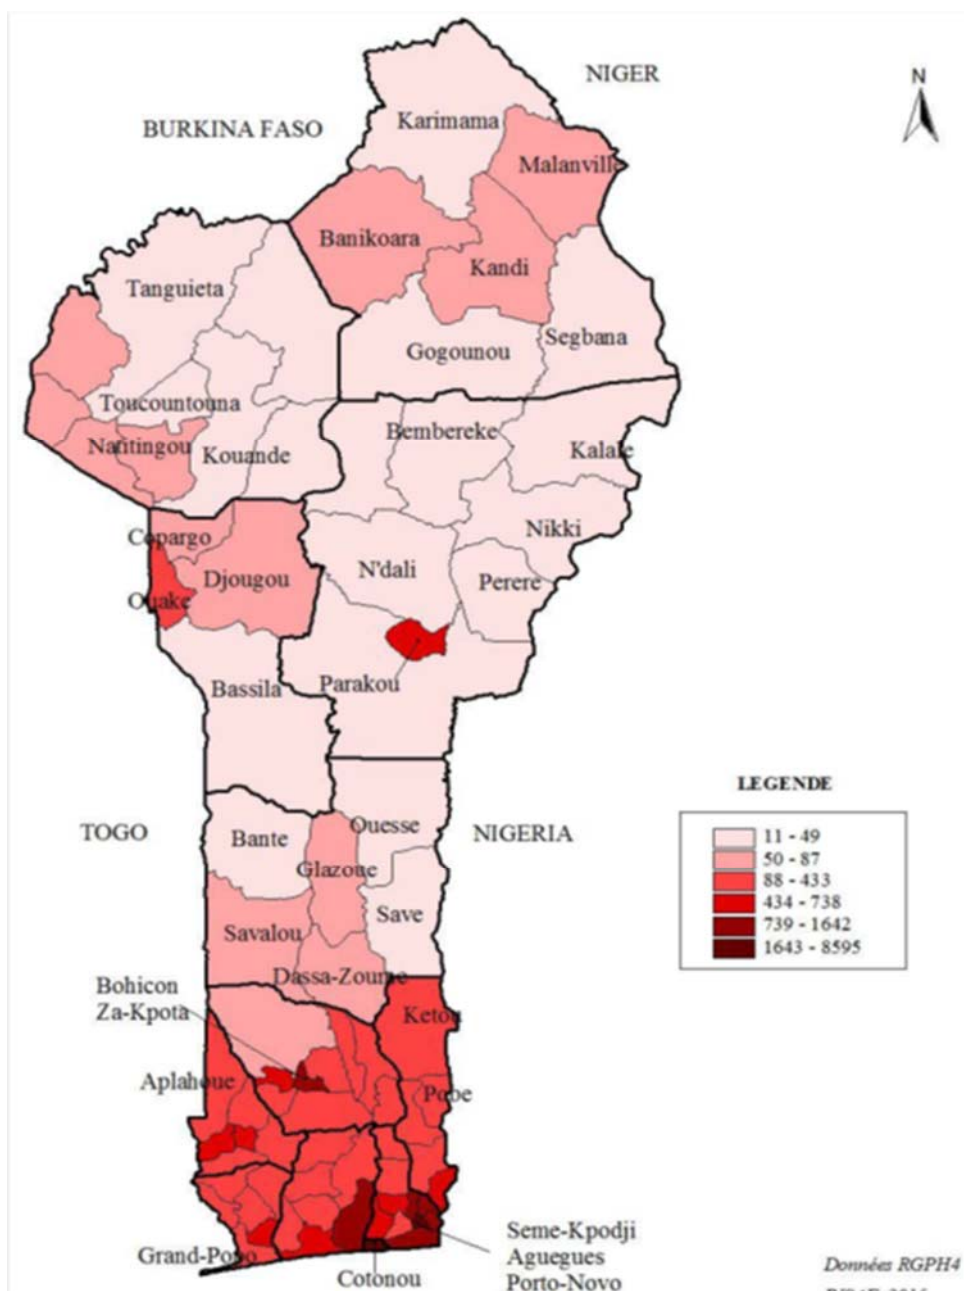 NIGER
N
BURKINA FASO
Karimama
Malanville
Banikoara
Kandi
Tanguieta
Segbana
Gogounou
Toucountouna
Bembereke
Natitingou
Kouande
Kalale
Nikki
Copargo
N'dali
Djougou
Perere
Ouake
Parakou
Bassila
LEGENDE
TOGO
Ouesse
NIGERIA
Bante
Glazoue
11 - 49
50 - 87
88 - 433
434 - 738
739 - 1642
1643 - 8595
Save
Savalou
Dassa-Zoume
Bohicon
Za-Kpota
Ketou
Aplahoue
Pobe
Grand-Popo
Cotonou
Seme-Kpodji
Aguegues
Porto-Novo
Données RGPH4